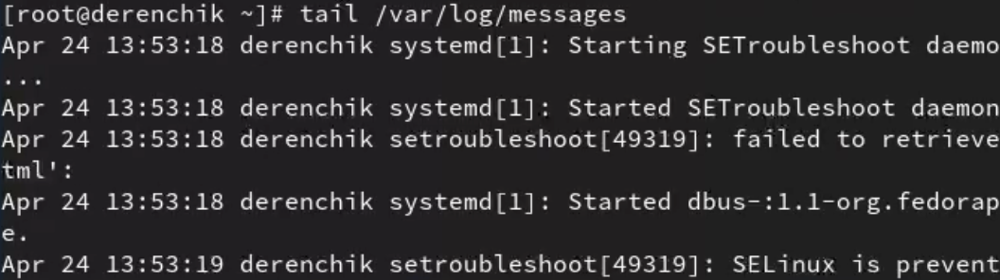 [root@derenchik ~]# tail /var/log/messages
Apr 24 13:53:18 derenchik systemd[1]: Starting SETroubleshoot daemo
...
Apr 24 13:53:18 derenchik systemd[1]: Started SETroubleshoot daemon
Apr 24 13:53:18 derenchik setroubleshoot[49319]: failed to retrieve
tml':
Apr 24 13:53:18 derenchik systemd[1]: Started dbus-:1.1-org.fedorap
e.
Apr 24 13:53:19 derenchik setroubleshoot[49319]: SELinux is prevent